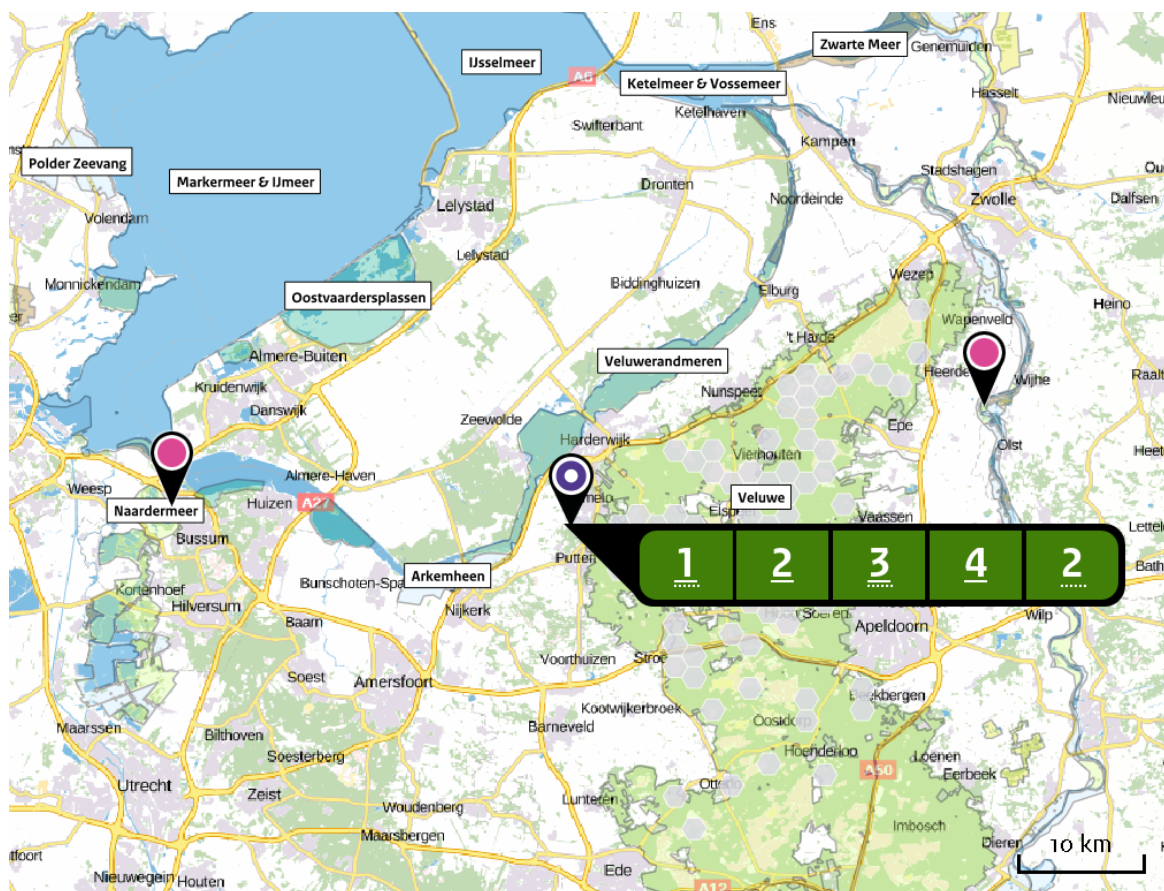 Ens
Zwarte Meer
Genemuiden
IJsselmeer
A6
Ketelmeer & Vossemeer
Hasselt
Nieuwleu
Ketelhaven
Swifterbant
Kampen
Polder Zeevang
Stadshagen
Markermeer & IJmeer
Dronten
Noordeinde
Zwolle
Dalfsen
Volendam
Lelystad
Lelystad
Wezep
Monnickendam
Biddinghuizen
Elburg
Heino
Oostvaardersplassen
Wapenveld
't Harde
Almere-Buiten
Veluwerandmeren
Heerde
Wijhe
Raalt
Kruidenwijk
Nunspeet
Danswijk
Zeewolde
Epe
Harderwijk
Olst
Vierhouten
Almere-Haven
Weesp
Huizen
A27
Veluwe
Naardermeer
Vaassen
Bussum
Putten
1 2 3 4 2
Arkemheen
Kortenhoef
Bunschoten-Spa
Hilversum
Nijkerk
Baarn
Wilp
Apeldoorn
Voorthuizen
Stroe
Soest
Amersfoort
Beekbergen
Kootwijkerbroek
Maarssen
Barneveld
Bilthoven
Hoenderloo
Soesterberg
Loenen
A50
Eerbeek
Utrecht
Zeist
Lunteren
Woudenberg
Imbosch
Maarsbergen
Dieren
10 km
Ede
Nieuwegein
Houten
A12